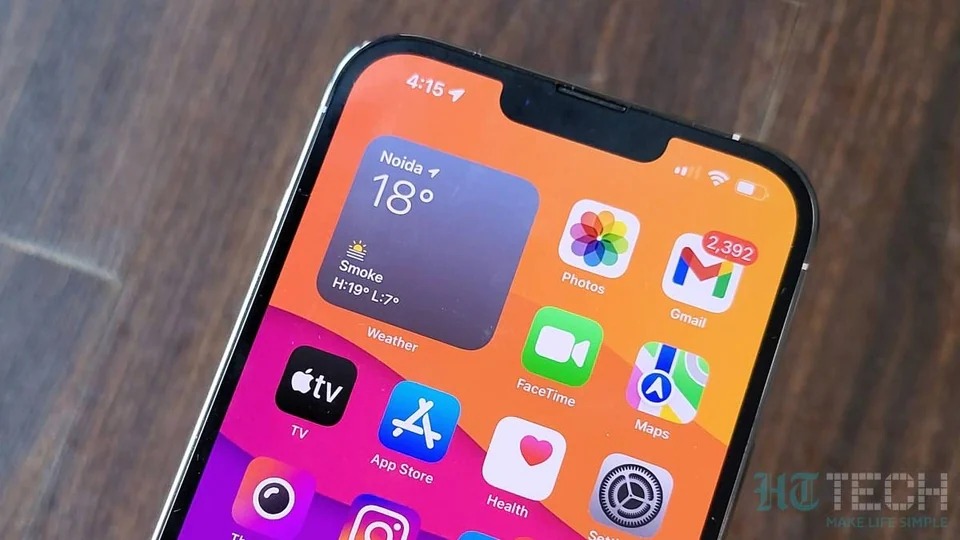 4:15
Noida
18°
Smoke
H:19° L:7°
Weather
Photos
2,392
Gmail
FaceTime
Maps
tv
TV
App Store
Health
HT TECH
MAKE LIFE SIMPLE